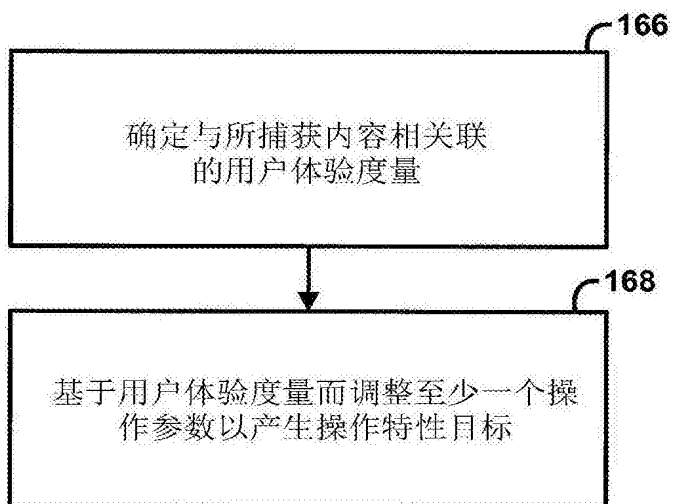 166
确定与所捕获内容相关联
的用户体验度量
168
基于用户体验度量而调整至少一个操
作参数以产生操作特性目标